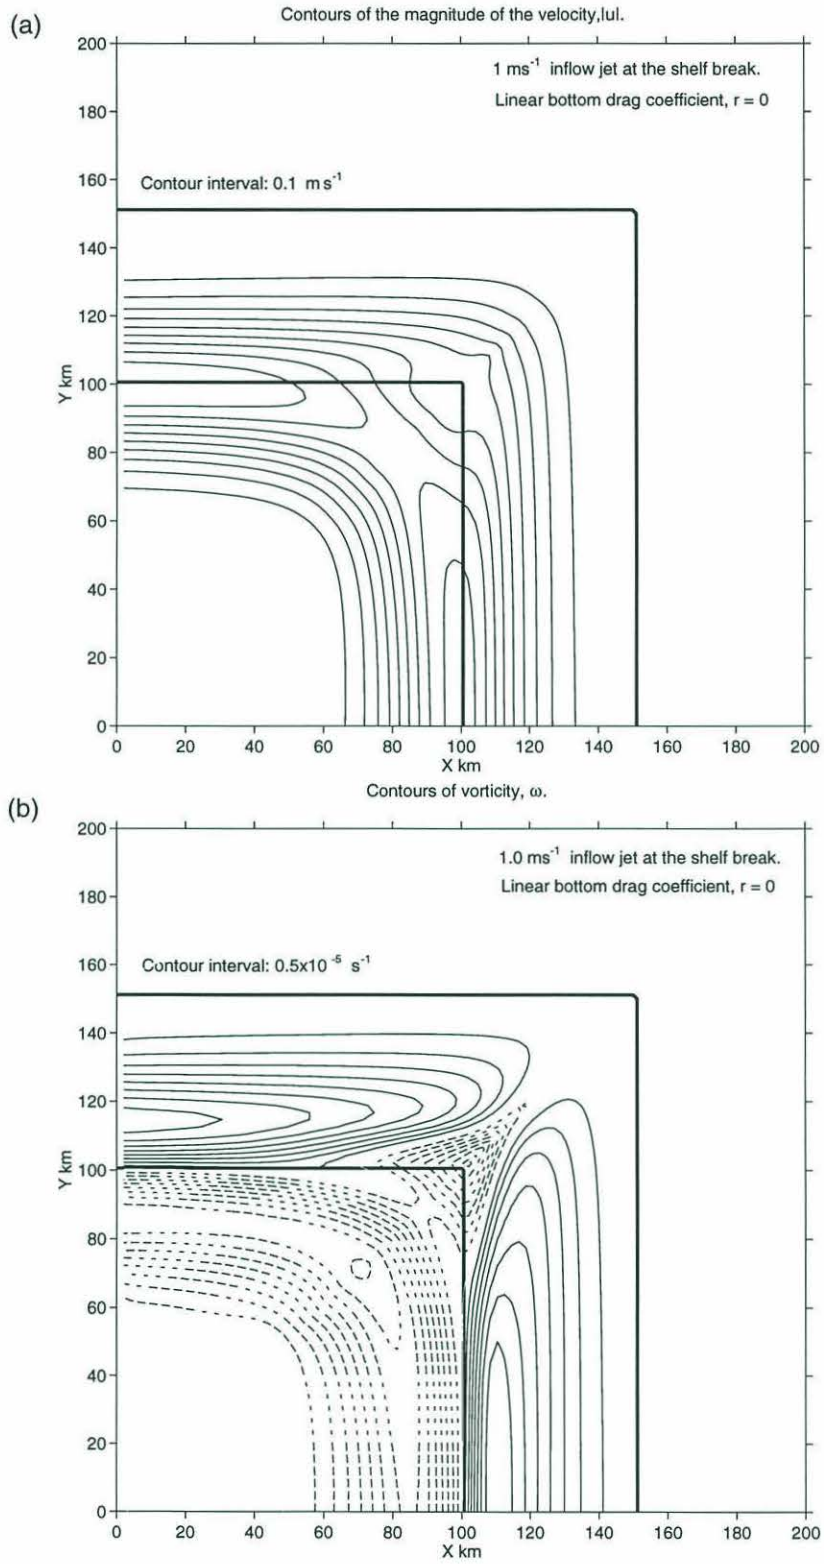 (a)
Contours of the magnitude of the velocity,|u|.
200
1 ms⁻¹ inflow jet at the shelf break.
Linear bottom drag coefficient, r = 0
180
160
Contour interval: 0.1 ms⁻¹
140
120
100
Y km
80
60
40
20
0
0 20 40 60 80 100 120 140 160 180 200
X km
(b)
Contours of vorticity, ω.
200
1.0 ms⁻¹ inflow jet at the shelf break.
Linear bottom drag coefficient, r = 0
180
160
Contour interval: 0.5x10⁻⁵ s⁻¹
140
120
100
Y km
80
60
40
20
0
0 20 40 60 80 100 120 140 160 180 200
X km